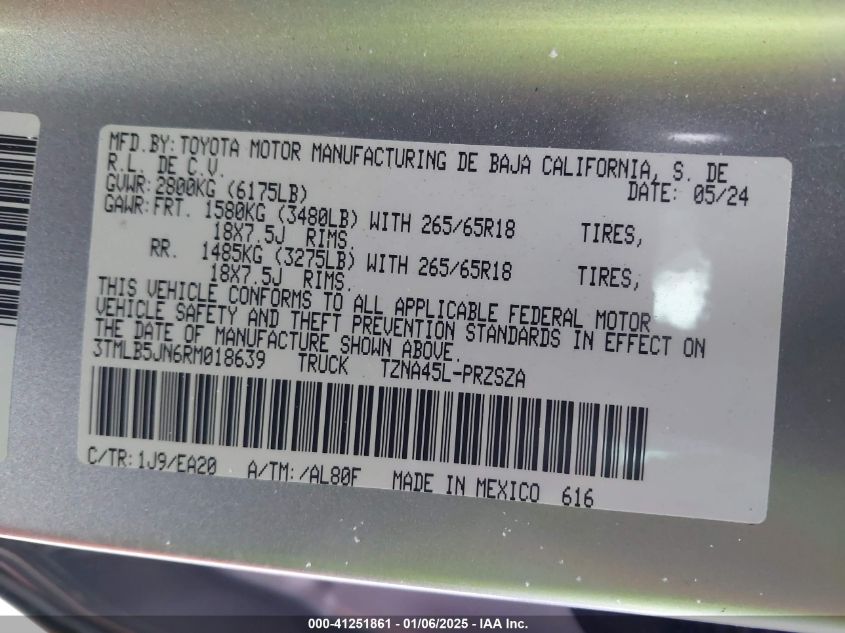 MFD.BY:TOYOTA MOTOR MANUFACTURING DE BAJA CALIFORNIA, S. DE
R.L. DE C.V.
DATE: 05/24
GVWR:2800KG (6175LB)
GAWR:FRT. 1580KG (3480LB) WITH 265/65R18 TIRES,
18X7.5J RIMS.
RR. 1485KG (3275LB) WITH 265/65R18 TIRES,
18X7.5J RIMS.
THIS VEHICLE CONFORMS TO ALL APPLICABLE FEDERAL MOTOR
VEHICLE SAFETY AND THEFT PREVENTION STANDARDS IN EFFECT ON
THE DATE OF MANUFACTURE SHOWN ABOVE.
3TMLB5JN6RM018639 TRUCK TZNA45L-PRZSZA
C/TR:1J9/EA20 A/TM:/AL80F MADE IN MEXICO 616
000-41251861 - 01/06/2025 - IAA Inc.